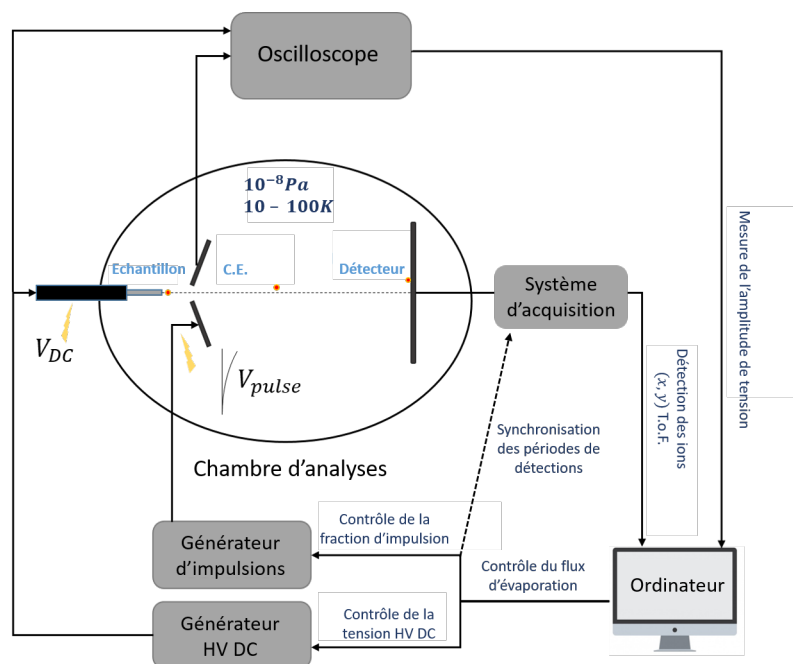 Oscilloscope
10⁻⁸Pa
10 – 100K
Echantillon
C.E.
Détecteur
V_DC
V_pulse
Système
d'acquisition
Mesure de l'amplitude de tension
Détection des ions
(x, y) T.o.F.
Synchronisation
des périodes de
détections
Chambre d'analyses
Contrôle de la
fraction d'impulsion
Générateur
d'impulsions
Contrôle du flux
d'évaporation
Ordinateur
Contrôle de la
tension HV DC
Générateur
HV DC